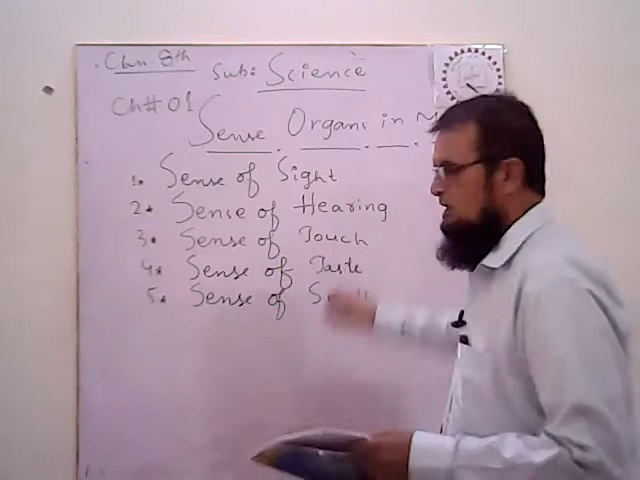 Class 8th Sub: Science
Ch# 01
Sense Organs in M
1. Sense of Sight
2. Sense of Hearing
3. Sense of Touch
4. Sense of Taste
5. Sense of